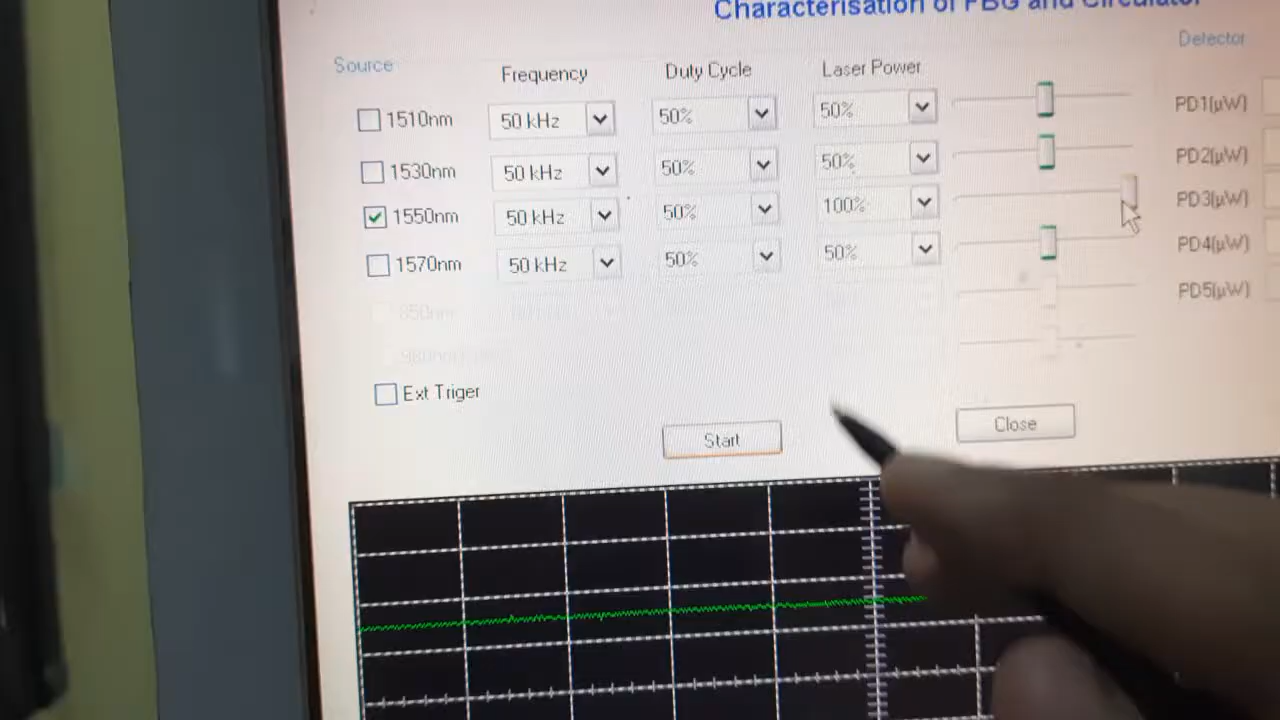 Characterisation of FBG and Circulator
Source Frequency Duty Cycle Laser Power Detector
1510nm 50 kHz 50% 50% PD1(µW)
1530nm 50 kHz 50% 50% PD2(µW)
1550nm 50 kHz 50% 100% PD3(µW)
1570nm 50 kHz 50% 50% PD4(µW)
850nm PD5(µW)
Ext Triger
Start Close